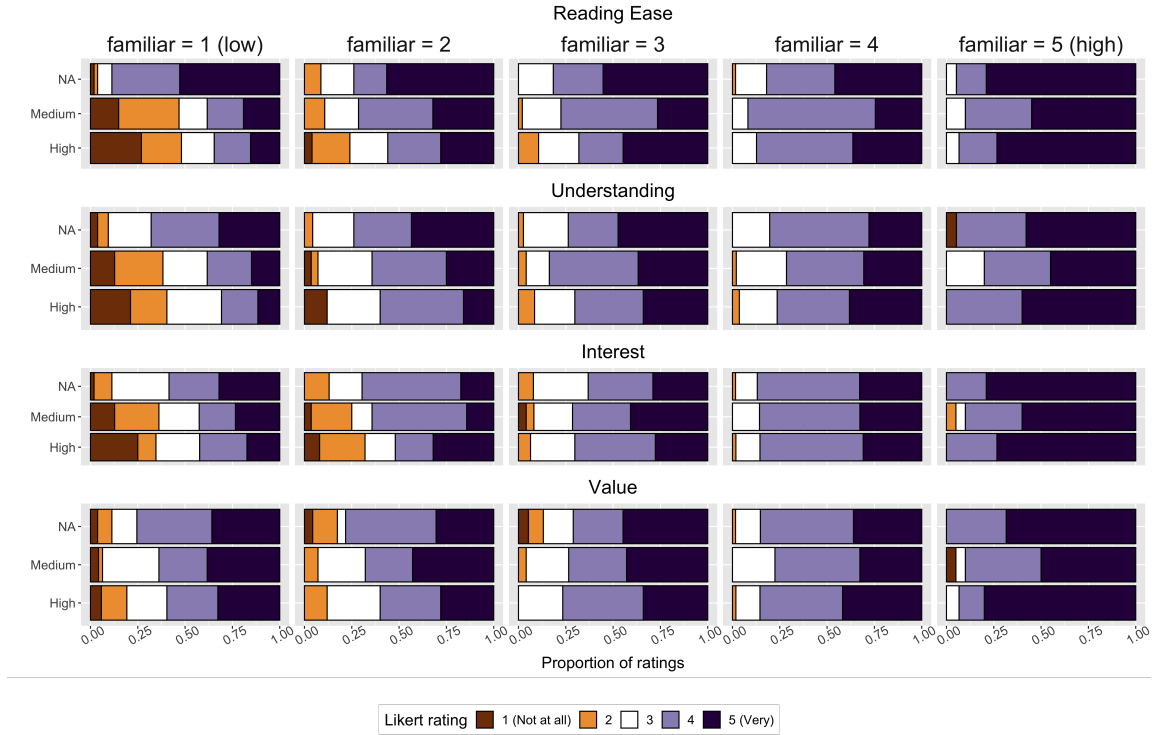 Reading Ease
familiar = 1 (low) familiar = 2 familiar = 3 familiar = 4 familiar = 5 (high)
NA
Medium
High
Understanding
NA
Medium
High
Interest
NA
Medium
High
Value
NA
Medium
High
0.00 0.25 0.50 0.75 1.00 0.00 0.25 0.50 0.75 1.00 0.00 0.25 0.50 0.75 1.00 0.00 0.25 0.50 0.75 1.00 0.00 0.25 0.50 0.75 1.00
Proportion of ratings
Likert rating 1 (Not at all) 2 3 4 5 (Very)